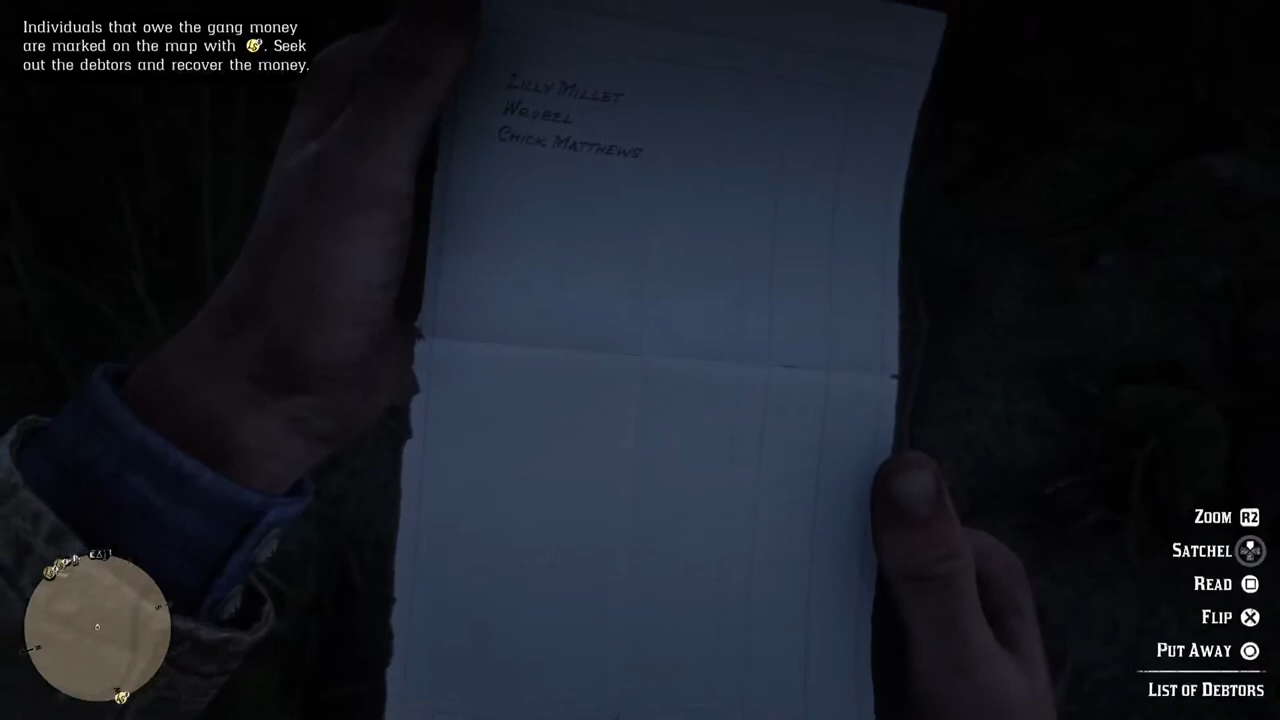 Individuals that owe the gang money
are marked on the map with . Seek
out the debtors and recover the money.
LILLY MILLET
WROBEL
CHICK MATTHEWS
ZOOM R2
SATCHEL
READ
FLIP
PUT AWAY
LIST OF DEBTORS